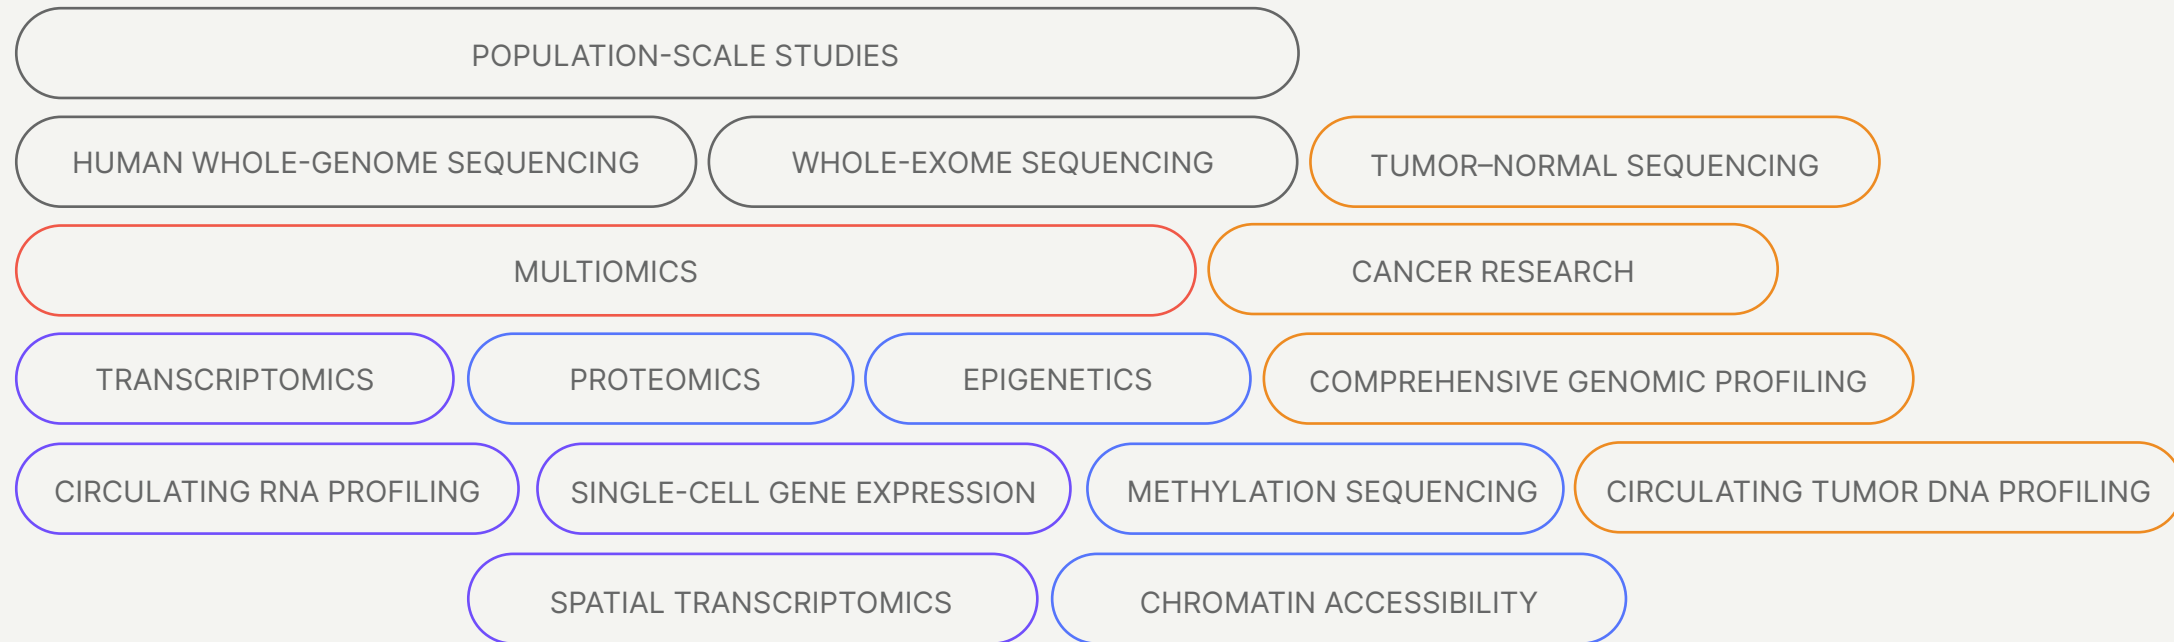 POPULATION-SCALE STUDIES
HUMAN WHOLE-GENOME SEQUENCING
WHOLE-EXOME SEQUENCING
TUMOR–NORMAL SEQUENCING
MULTIOMICS
CANCER RESEARCH
TRANSCRIPTOMICS
PROTEOMICS
EPIGENETICS
COMPREHENSIVE GENOMIC PROFILING
CIRCULATING RNA PROFILING
SINGLE-CELL GENE EXPRESSION
METHYLATION SEQUENCING
CIRCULATING TUMOR DNA PROFILING
SPATIAL TRANSCRIPTOMICS
CHROMATIN ACCESSIBILITY